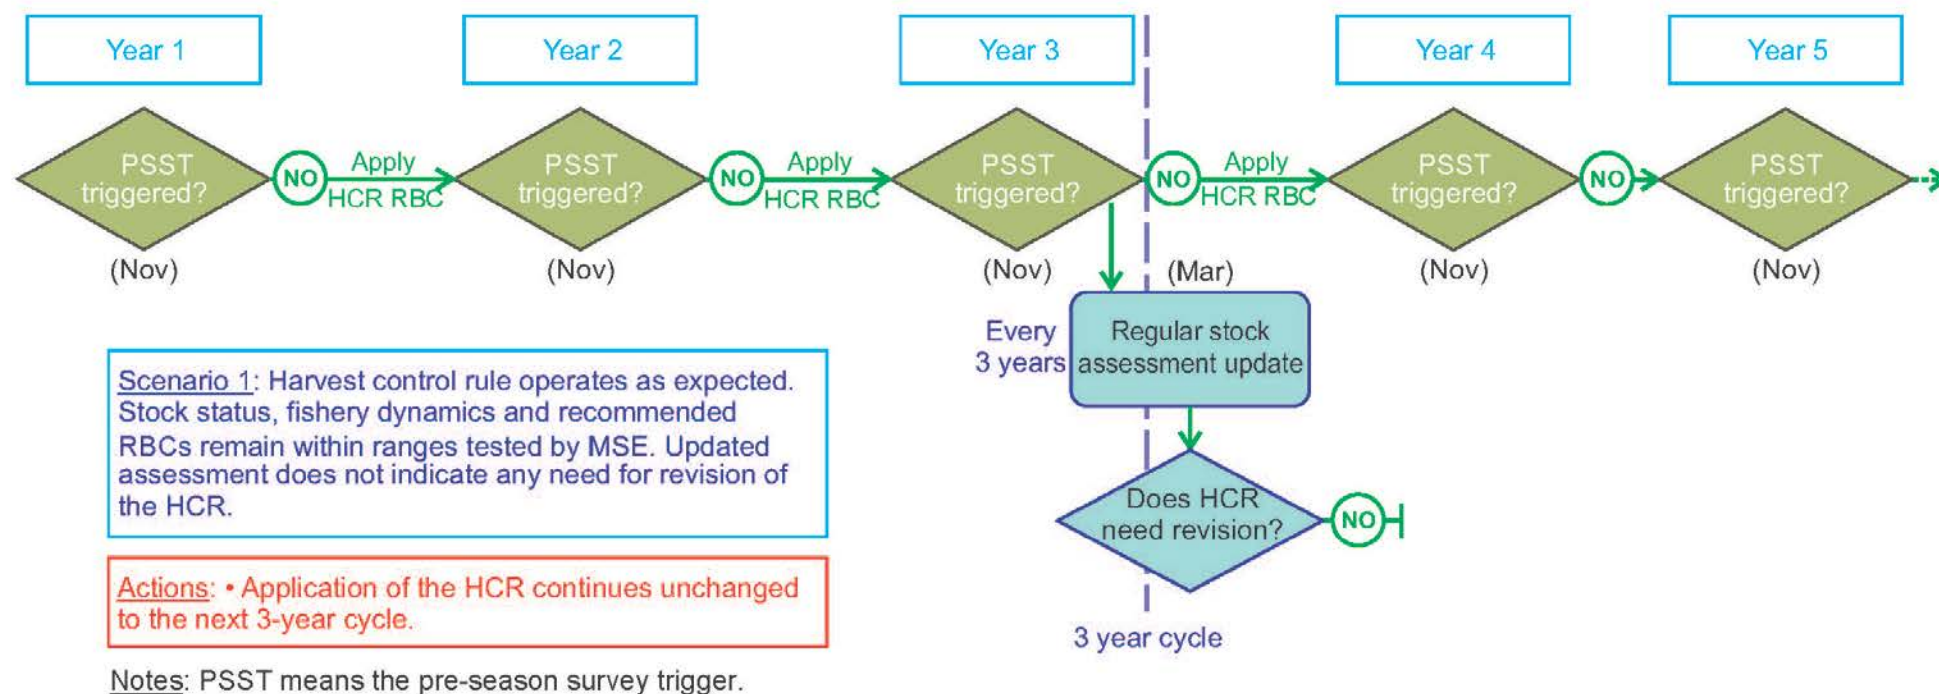 Year 1
Year 2
Year 3
Year 4
Year 5
PSST
triggered?
NO
Apply
HCR RBC
PSST
triggered?
NO
Apply
HCR RBC
PSST
triggered?
NO
Apply
HCR RBC
PSST
triggered?
NO
PSST
triggered?
(Nov)
(Nov)
(Nov)
(Mar)
(Nov)
(Nov)
Every
3 years
Regular stock
assessment update
Does HCR
need revision?
NO
3 year cycle
Scenario 1: Harvest control rule operates as expected.
Stock status, fishery dynamics and recommended
RBCs remain within ranges tested by MSE. Updated
assessment does not indicate any need for revision of
the HCR.
Actions: • Application of the HCR continues unchanged
to the next 3-year cycle.
Notes: PSST means the pre-season survey trigger.